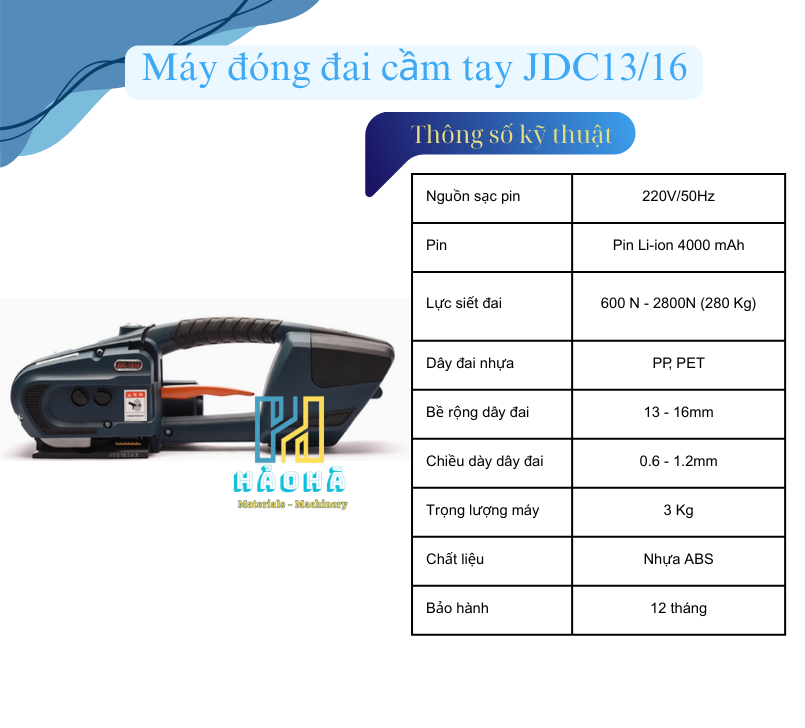 Máy đóng đai cầm tay JDC13/16
Thông số kỹ thuật
Nguồn sạc pin 220V/50Hz
Pin Pin Li-ion 4000 mAh
Lực siết đai 600 N - 2800N (280 Kg)
Dây đai nhựa PP, PET
Bề rộng dây đai 13 - 16mm
Chiều dày dây đai 0.6 - 1.2mm
Trọng lượng máy 3 Kg
Chất liệu Nhựa ABS
Bảo hành 12 tháng
HẢOHÀ
Materials - Machinery